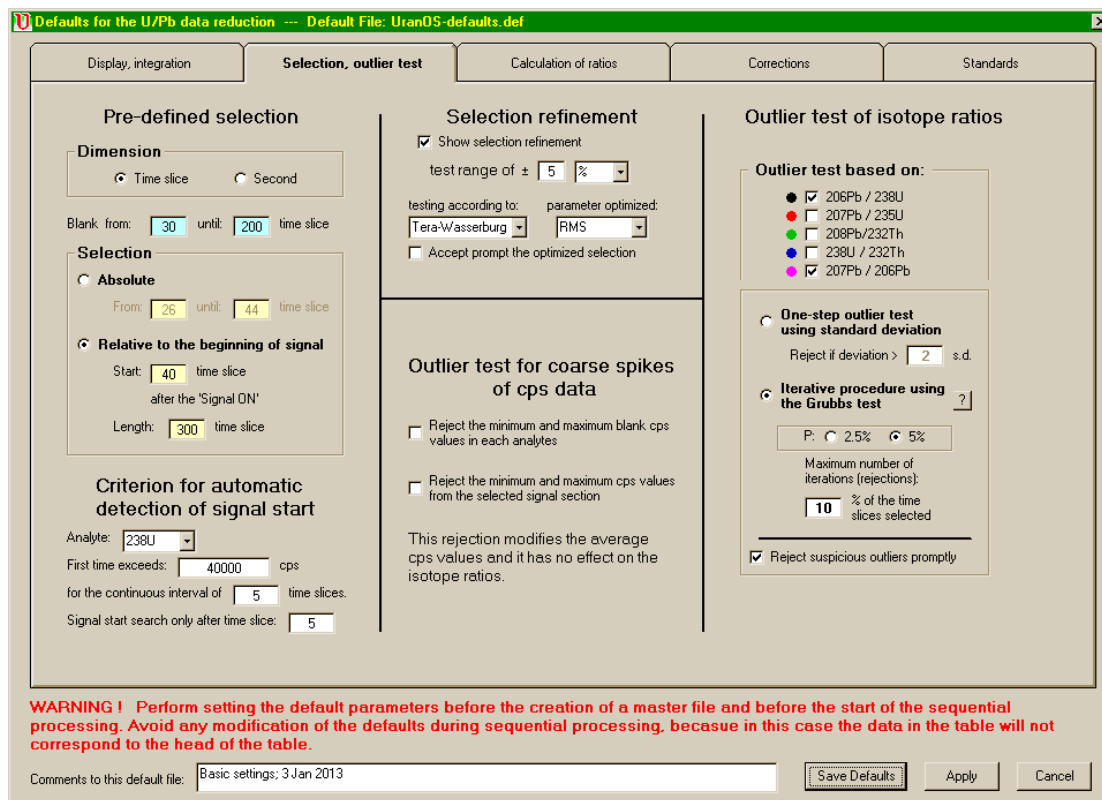 Defaults for the U/Pb data reduction --- Default File: UranOS-defaults.def
Display, integration
Selection, outlier test
Calculation of ratios
Corrections
Standards
Pre-defined selection
Dimension
Time slice Second
Blank from: 30 until: 200 time slice
Selection
Absolute
From: 26 until: 44 time slice
Relative to the beginning of signal
Start: 40 time slice
after the 'Signal ON'
Length: 300 time slice
Criterion for automatic
detection of signal start
Analyte: 238U
First time exceeds: 40000 cps
for the continuous interval of 5 time slices.
Signal start search only after time slice: 5
Selection refinement
Show selection refinement
test range of ± 5 %
testing according to: parameter optimized:
Tera-Wasserburg RMS
Accept prompt the optimized selection
Outlier test for coarse spikes
of cps data
Reject the minimum and maximum blank cps
values in each analytes
Reject the minimum and maximum cps values
from the selected signal section
This rejection modifies the average
cps values and it has no effect on the
isotope ratios.
Outlier test of isotope ratios
Outlier test based on:
206Pb / 238U
207Pb / 235U
208Pb/232Th
238U / 232Th
207Pb / 206Pb
One-step outlier test
using standard deviation
Reject if deviation > 2 s.d.
Iterative procedure using
the Grubbs test ?
P: 2.5% 5%
Maximum number of
iterations (rejections):
10 % of the time
slices selected
Reject suspicious outliers promptly
WARNING ! Perform setting the default parameters before the creation of a master file and before the start of the sequential
processing. Avoid any modification of the defaults during sequential processing, becasue in this case the data in the table will not
correspond to the head of the table.
Comments to this default file: Basic settings; 3 Jan 2013
Save Defaults Apply Cancel